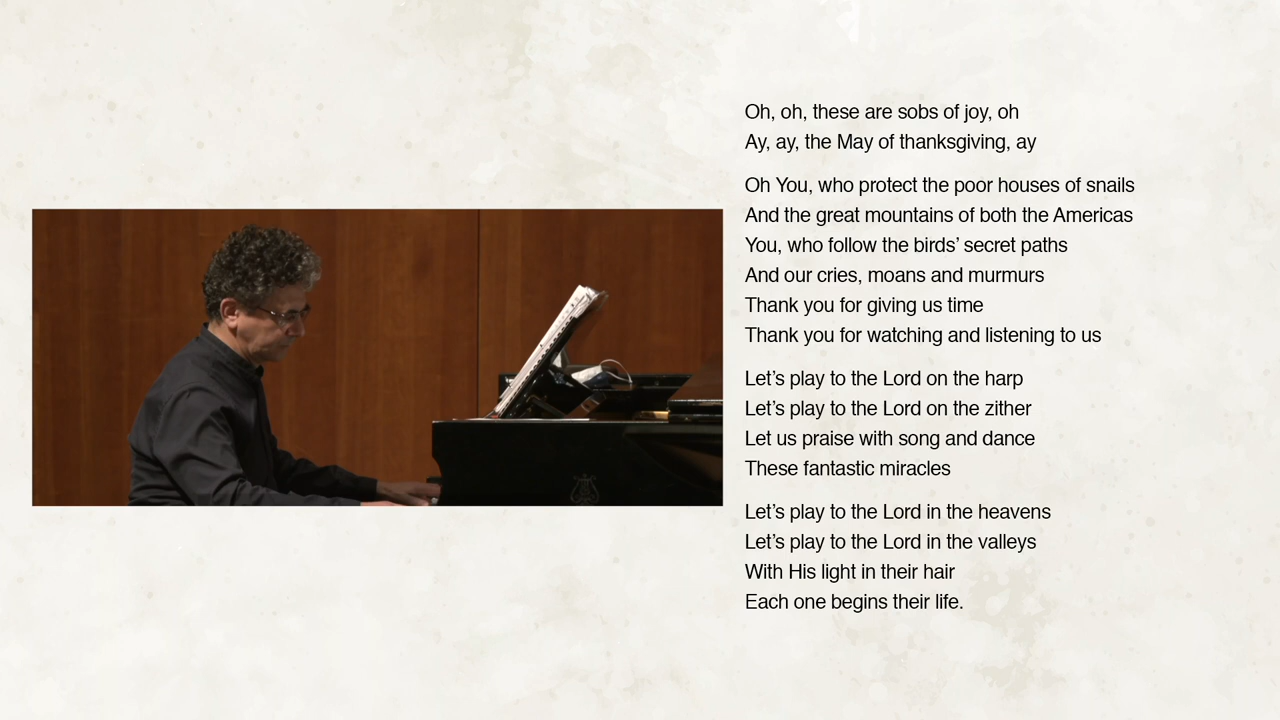 Oh, oh, these are sobs of joy, oh
Ay, ay, the May of thanksgiving, ay
Oh You, who protect the poor houses of snails
And the great mountains of both the Americas
You, who follow the birds’ secret paths
And our cries, moans and murmurs
Thank you for giving us time
Thank you for watching and listening to us
Let’s play to the Lord on the harp
Let’s play to the Lord on the zither
Let us praise with song and dance
These fantastic miracles
Let’s play to the Lord in the heavens
Let’s play to the Lord in the valleys
With His light in their hair
Each one begins their life.